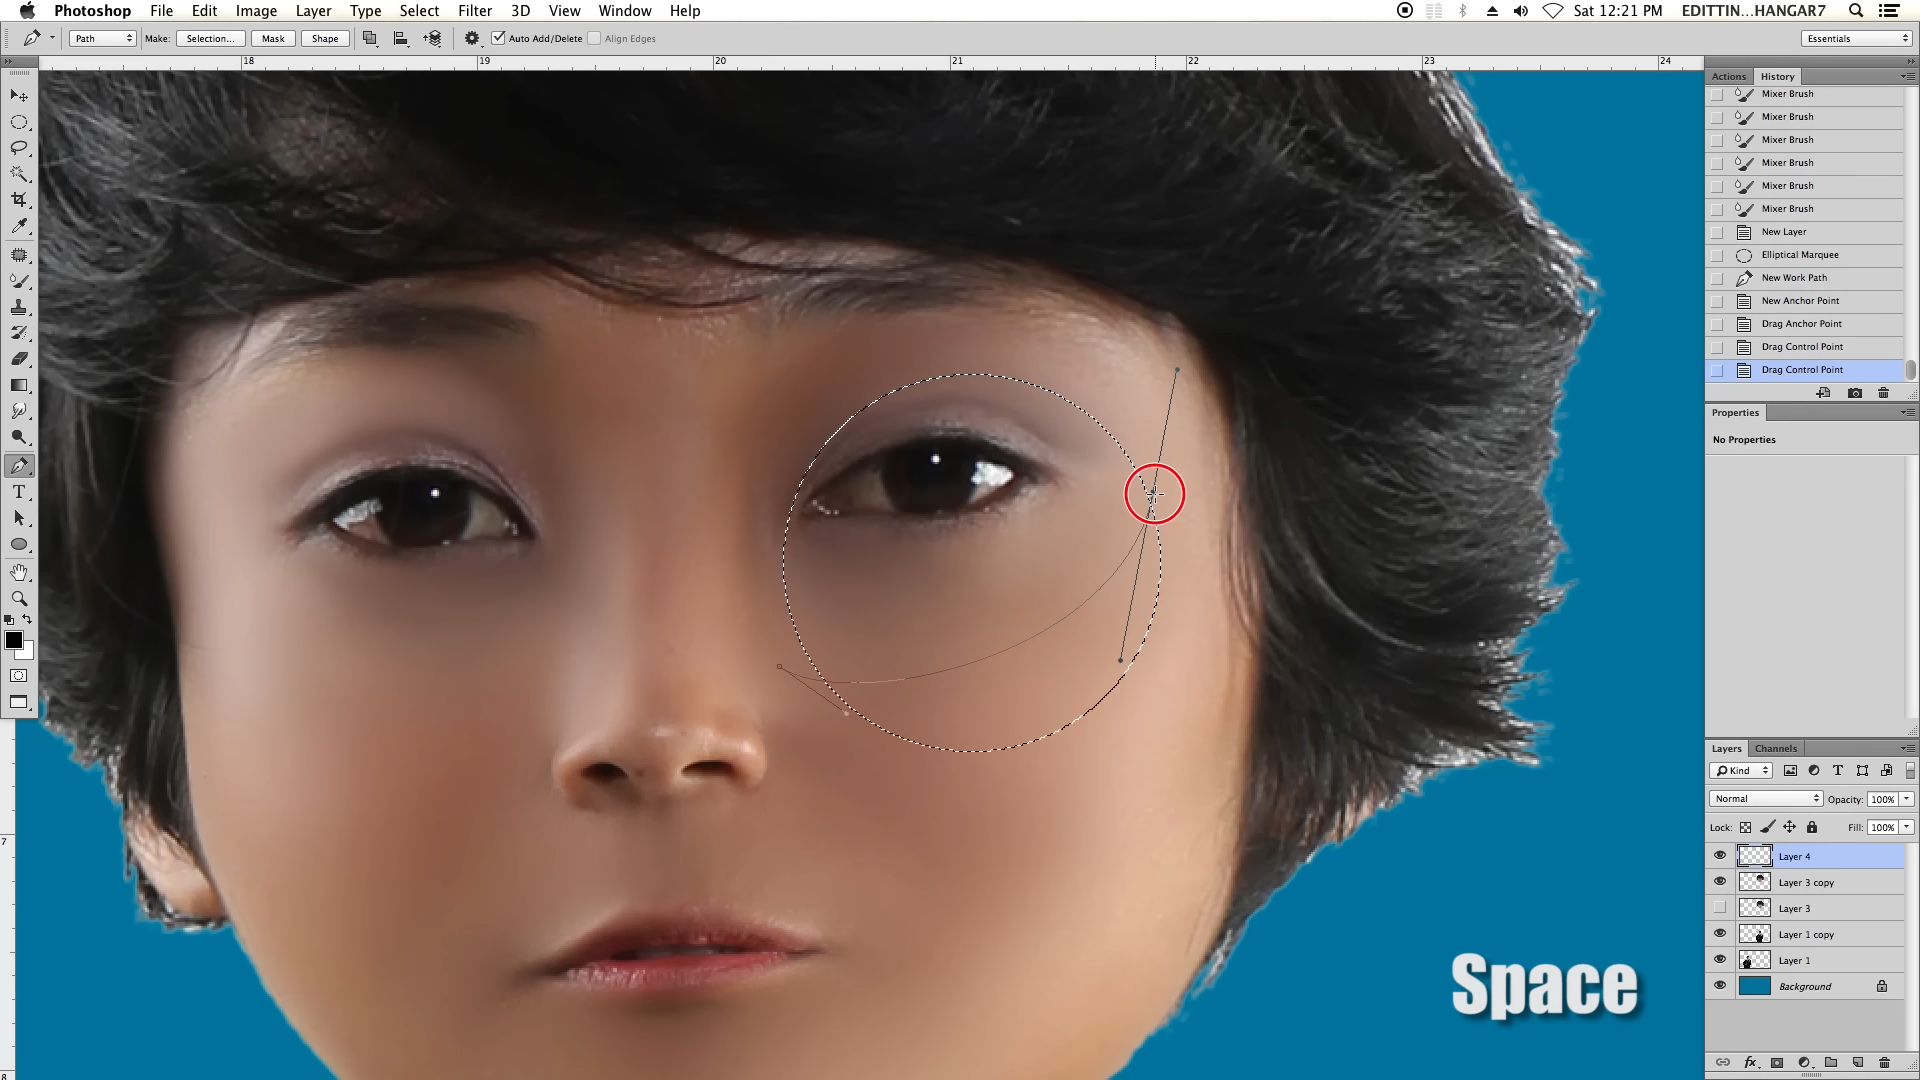 Photoshop File Edit Image Layer Type Select Filter 3D View Window Help Sat 12:21 PM EDITTIN...HANGAR7
Path Make: Selection... Mask Shape Auto Add/Delete Align Edges Essentials
18 19 20 21 22 23 24
Actions History
Mixer Brush
Mixer Brush
Mixer Brush
Mixer Brush
Mixer Brush
Mixer Brush
New Layer
Elliptical Marquee
New Work Path
New Anchor Point
Drag Anchor Point
Drag Control Point
Drag Control Point
Properties
No Properties
Layers Channels
Kind
Normal Opacity: 100%
Lock: Fill: 100%
Layer 4
Layer 3 copy
Layer 3
Layer 1 copy
Layer 1
Background
7
8
Space